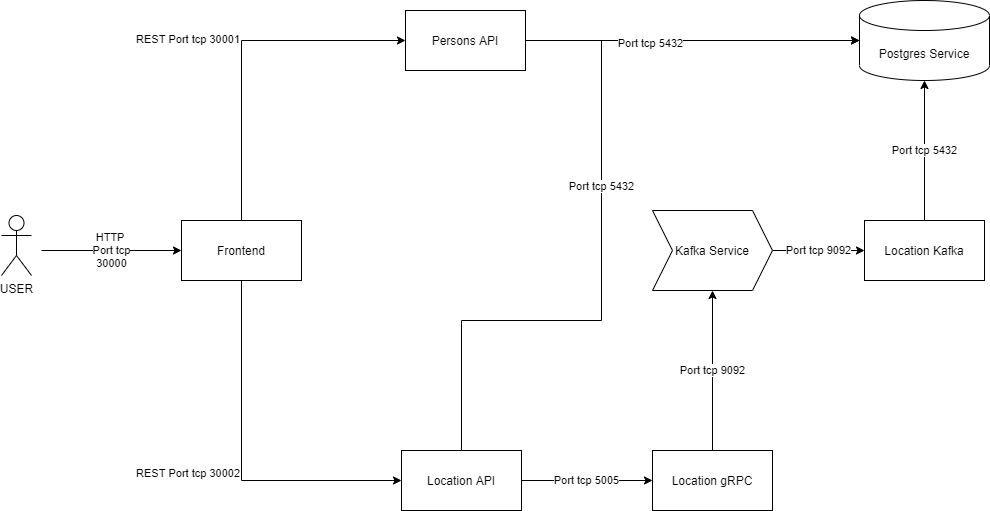 REST Port tcp 30001
Persons API
Port tcp 5432
Postgres Service
Port tcp 5432
Port tcp 5432
HTTP
Port tcp
30000
Frontend
Kafka Service
Port tcp 9092
Location Kafka
USER
Port tcp 9092
REST Port tcp 30002
Location API
Port tcp 5005
Location gRPC